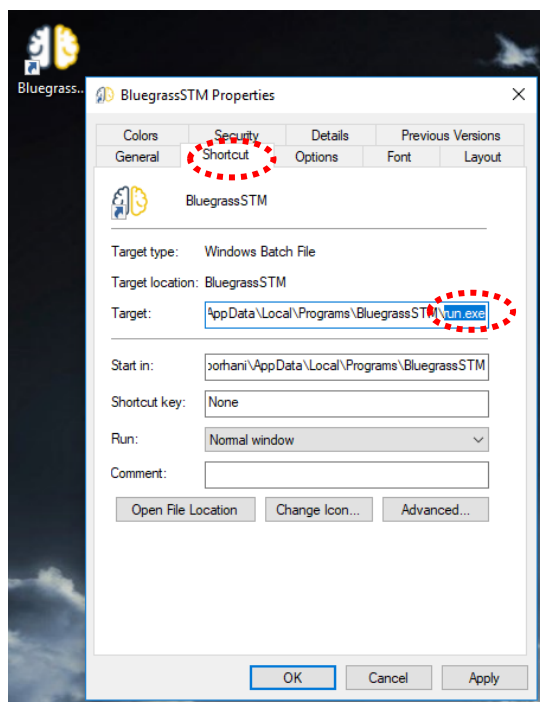 Bluegrass..
BluegrassSTM Properties
Colors Security Details Previous Versions
General Shortcut Options Font Layout
BluegrassSTM
Target type: Windows Batch File
Target location: BluegrassSTM
Target: AppData\Local\Programs\BluegrassSTM\run.exe
Start in: orhani\AppData\Local\Programs\BluegrassSTM
Shortcut key: None
Run: Normal window
Comment:
Open File Location Change Icon... Advanced...
OK Cancel Apply